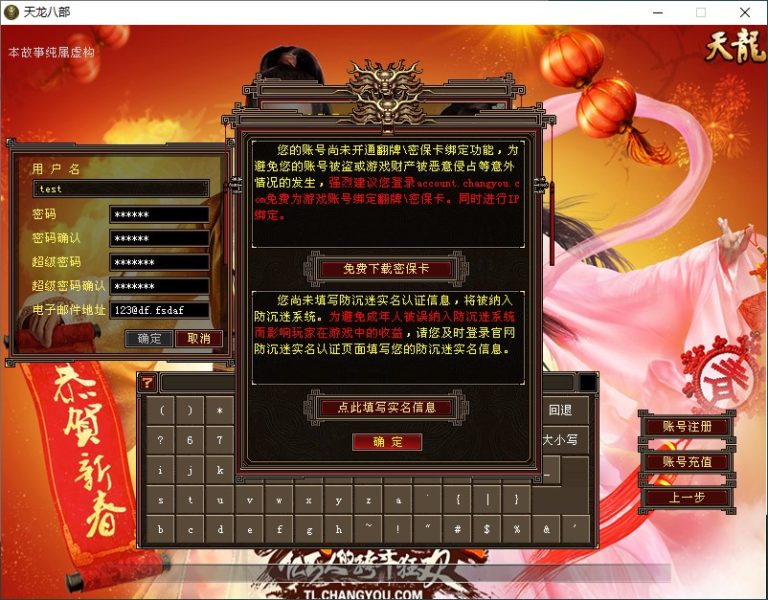 天龙八部
本故事纯属虚构
天龍
用户名
test
密码
******
密码确认
******
超级密码
*******
超级密码确认
*******
电子邮件地址
123@df.fsdaf
确定 取消
您的账号尚未开通翻牌\密保卡绑定功能，为
避免您的账号被盗或游戏财产被恶意侵占等意外
情况的发生，强烈建议您登录account.changyou.c
om免费为游戏账号绑定翻牌\密保卡。同时进行IP
绑定。
免费下载密保卡
您尚未填写防沉迷实名认证信息，将被纳入
防沉迷系统。为避免成年人被误纳入防沉迷系统
而影响玩家在游戏中的收益，请您及时登录官网
防沉迷实名认证页面填写您的防沉迷实名信息。
点此填写实名信息
确定
?
( ) * 回退
? 6 7 大小写
i j k _
s t u v w x y z a ` { | }
b c d e f g h ~ ! " # $ % & '
恭贺新春
春
账号注册
账号充值
上一步
TL.CHANGYOU.COM